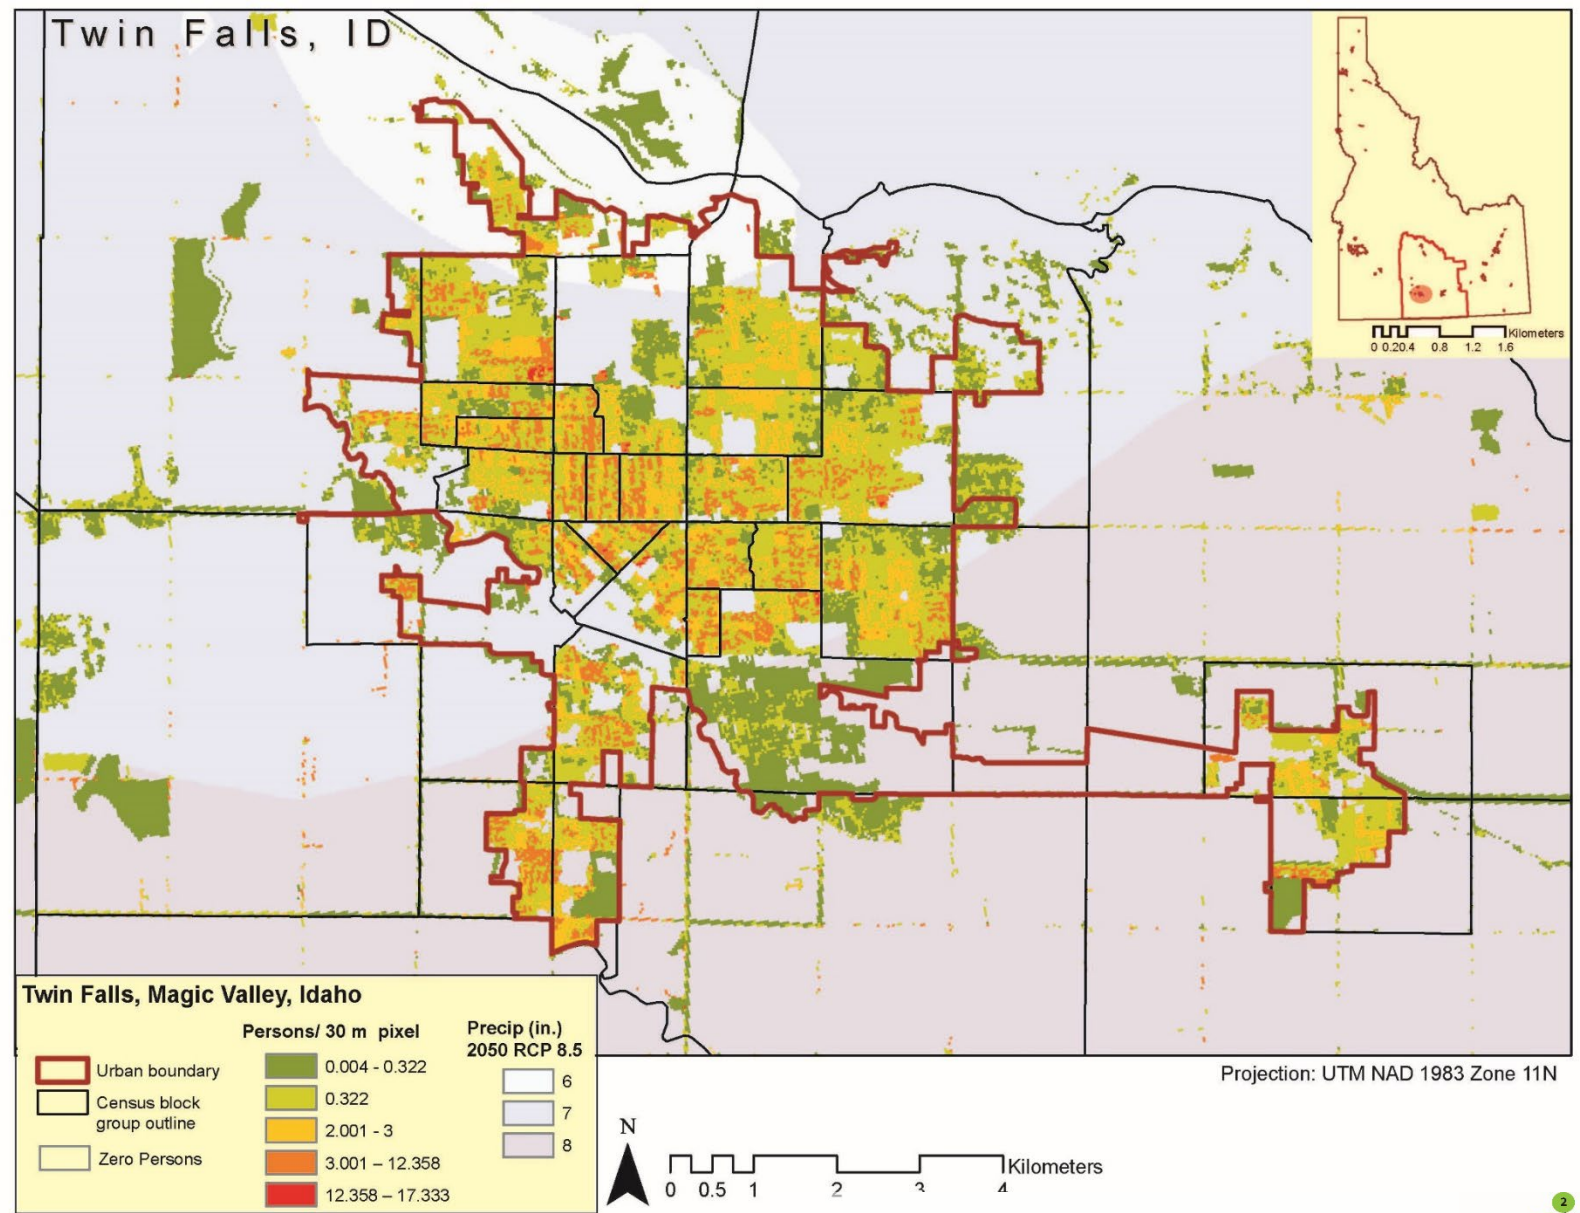 Twin Falls, ID
Kilometers
0 0.20.4 0.8 1.2 1.6
Twin Falls, Magic Valley, Idaho
Urban boundary
Census block
group outline
Zero Persons
Persons/ 30 m pixel
0.004 - 0.322
0.322
2.001 - 3
3.001 – 12.358
12.358 – 17.333
Precip (in.)
2050 RCP 8.5
6
7
8
Projection: UTM NAD 1983 Zone 11N
N
Kilometers
0 0.5 1 2 3 4
2